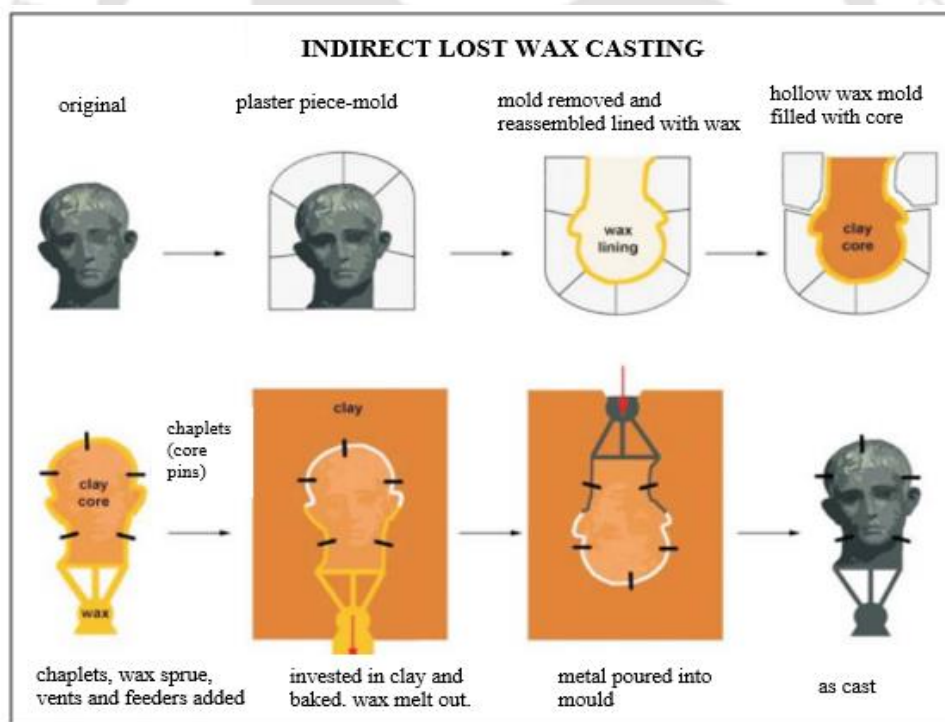 INDIRECT LOST WAX CASTING
original
plaster piece-mold
mold removed and
reassembled lined with wax
hollow wax mold
filled with core
wax
lining
clay
core
clay
core
wax
chaplets
(core
pins)
clay
chaplets, wax sprue,
vents and feeders added
invested in clay and
baked. wax melt out.
metal poured into
mould
as cast